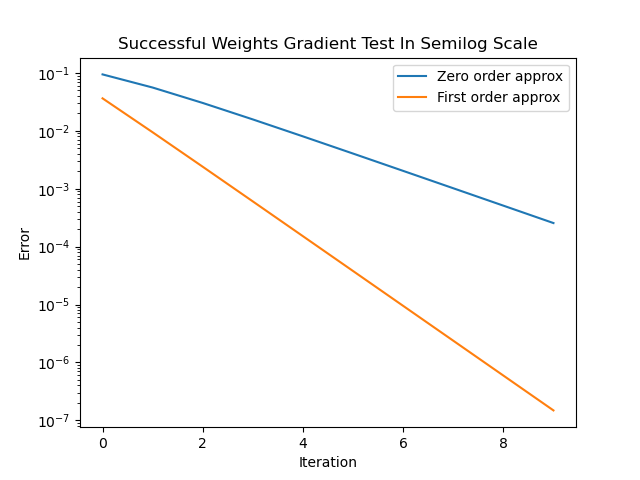 Successful Weights Gradient Test In Semilog Scale
Zero order approx
First order approx
10⁻¹
10⁻²
10⁻³
10⁻⁴
10⁻⁵
10⁻⁶
10⁻⁷
Error
0 2 4 6 8
Iteration